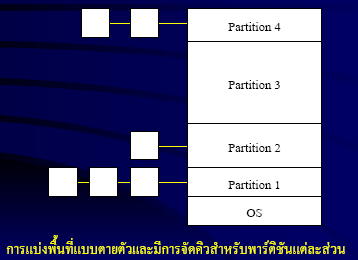 Partition 4
Partition 3
Partition 2
Partition 1
OS
การแบ่งพื้นที่แบบตายตัวและมีการจัดคิวสำหรับพาร์ติชันแต่ละส่วน